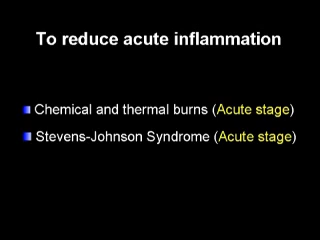 To reduce acute inflammation
Chemical and thermal burns (Acute stage)
Stevens-Johnson Syndrome (Acute stage)